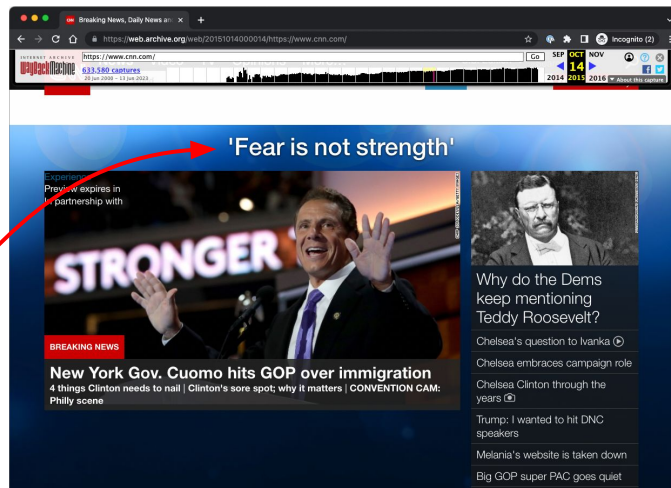 Breaking News, Daily News and
https://web.archive.org/web/20151014000014/https://www.cnn.com/
Incognito (2)
INTERNET ARCHIVE
WayBackMachine
https://www.cnn.com/
Go
SEP OCT NOV
14
2014 2015 2016
633,580 captures
20 Jun 2000 – 13 Jun 2023
About this capture
'Fear is not strength'
Experience
Preview expires in
In partnership with
STRONGER
BREAKING NEWS
New York Gov. Cuomo hits GOP over immigration
4 things Clinton needs to nail | Clinton's sore spot; why it matters | CONVENTION CAM:
Philly scene
Why do the Dems
keep mentioning
Teddy Roosevelt?
Chelsea's question to Ivanka
Chelsea embraces campaign role
Chelsea Clinton through the
years
Trump: I wanted to hit DNC
speakers
Melania's website is taken down
Big GOP super PAC goes quiet